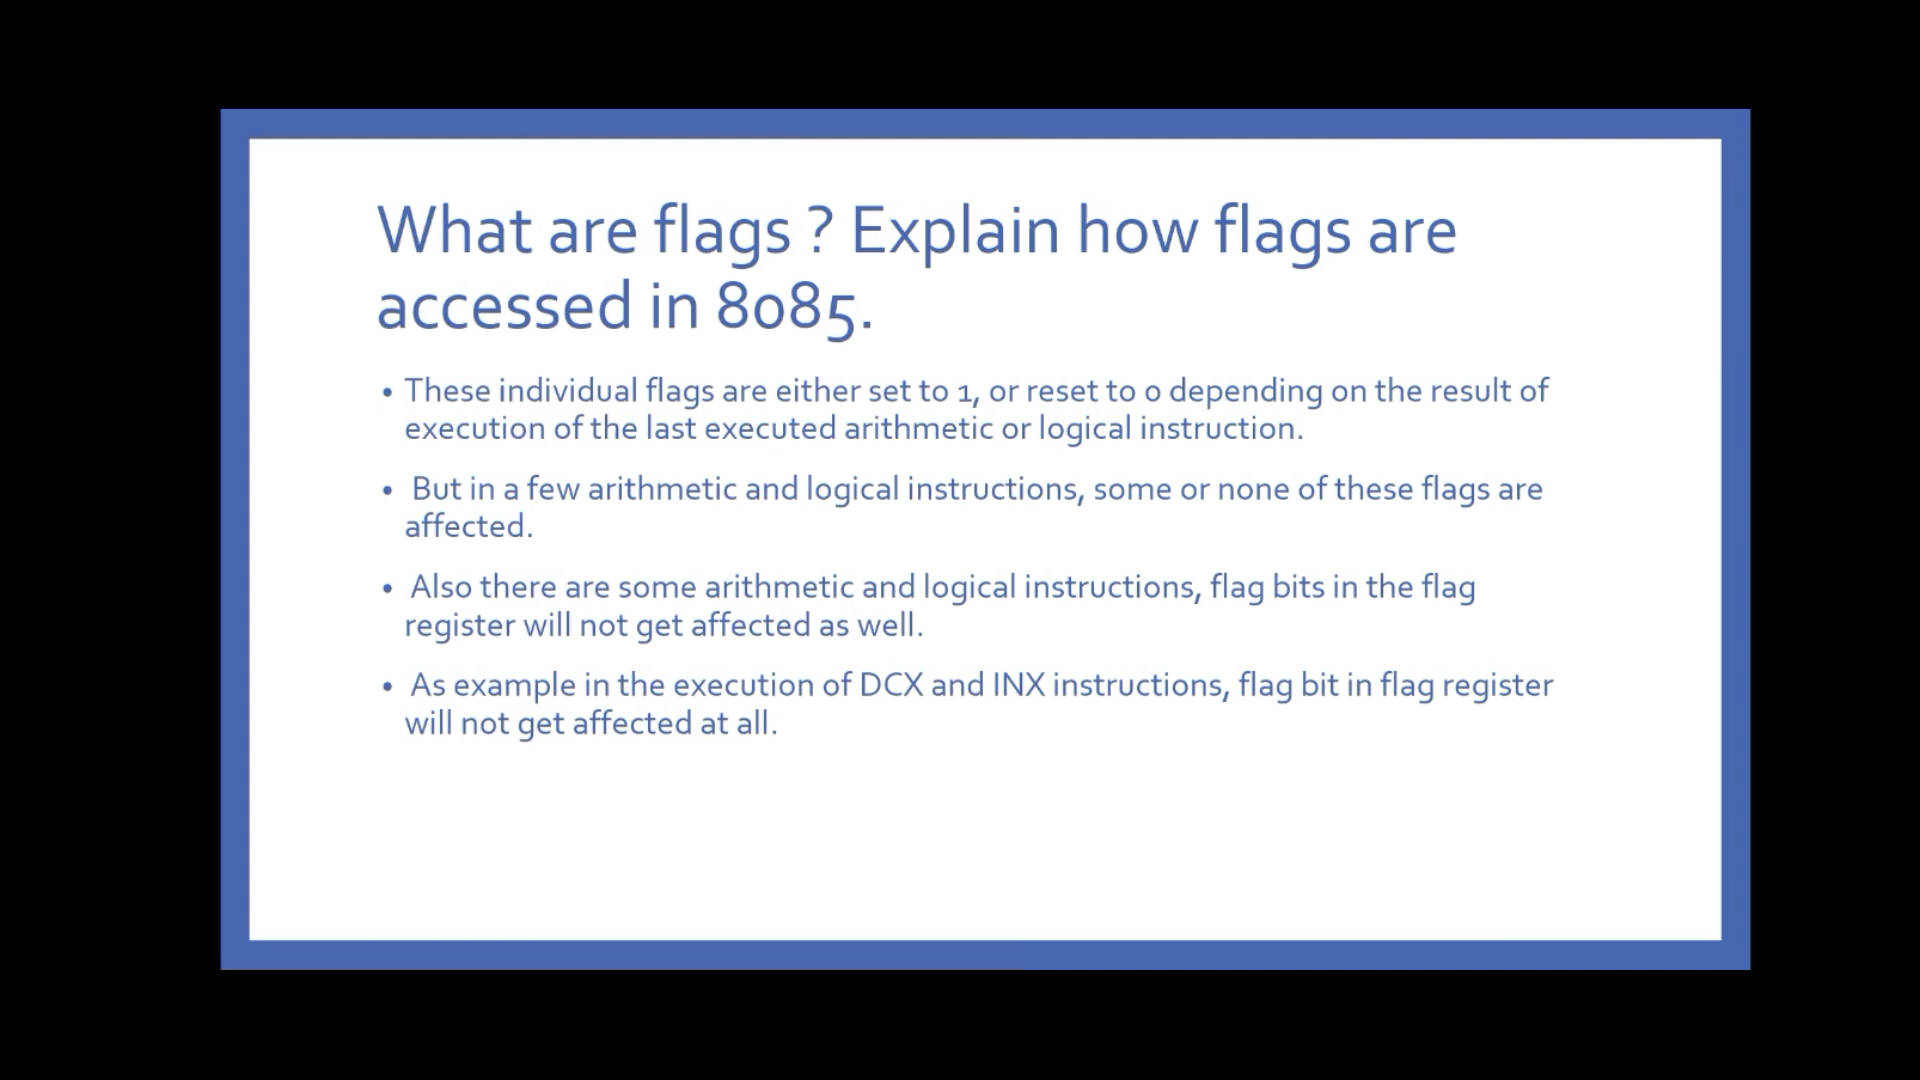 What are flags ? Explain how flags are
accessed in 8085.
• These individual flags are either set to 1, or reset to 0 depending on the result of
execution of the last executed arithmetic or logical instruction.
• But in a few arithmetic and logical instructions, some or none of these flags are
affected.
• Also there are some arithmetic and logical instructions, flag bits in the flag
register will not get affected as well.
• As example in the execution of DCX and INX instructions, flag bit in flag register
will not get affected at all.